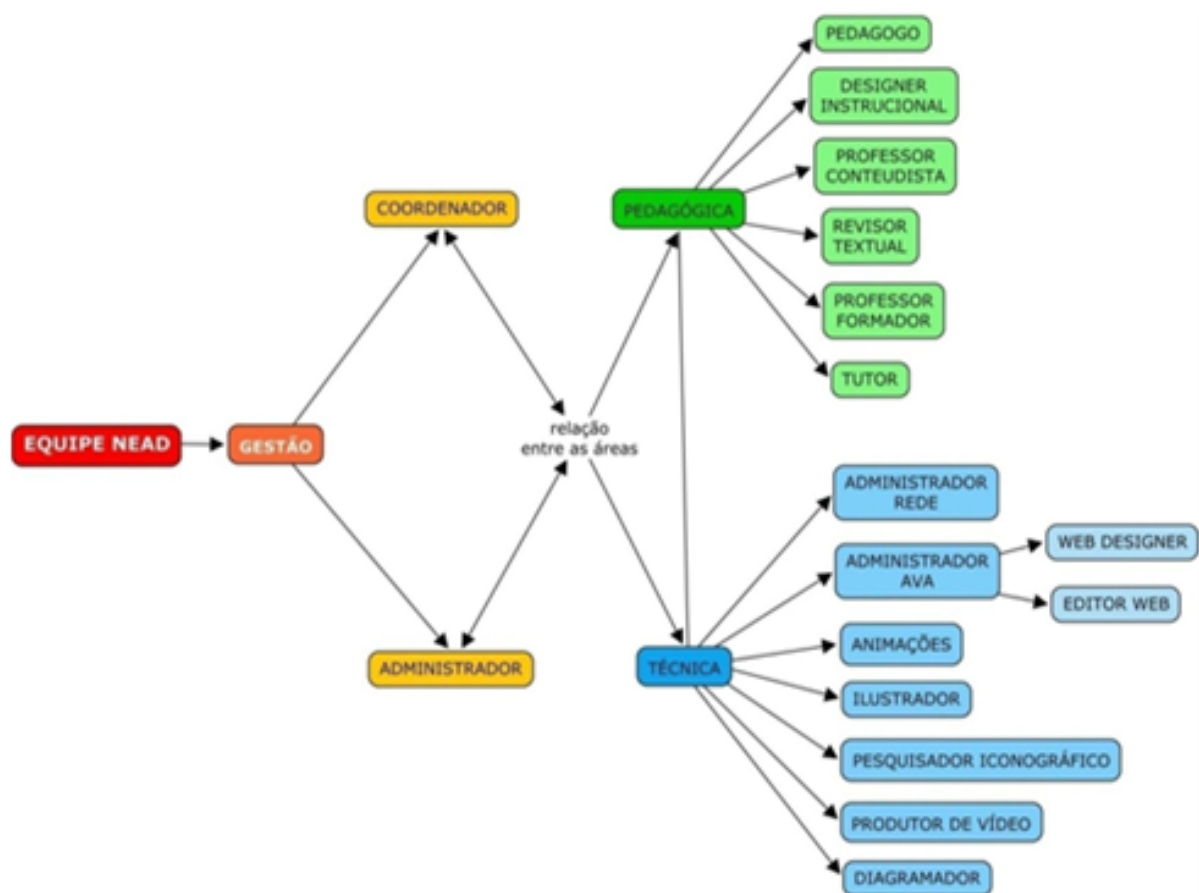 EQUIPE NEAD
GESTÃO
COORDENADOR
ADMINISTRADOR
relação
entre as áreas
PEDAGÓGICA
PEDAGOGO
DESIGNER
INSTRUCIONAL
PROFESSOR
CONTEUDISTA
REVISOR
TEXTUAL
PROFESSOR
FORMADOR
TUTOR
TÉCNICA
ADMINISTRADOR
REDE
ADMINISTRADOR
AVA
WEB DESIGNER
EDITOR WEB
ANIMAÇÕES
ILUSTRADOR
PESQUISADOR ICONOGRÁFICO
PRODUTOR DE VÍDEO
DIAGRAMADOR